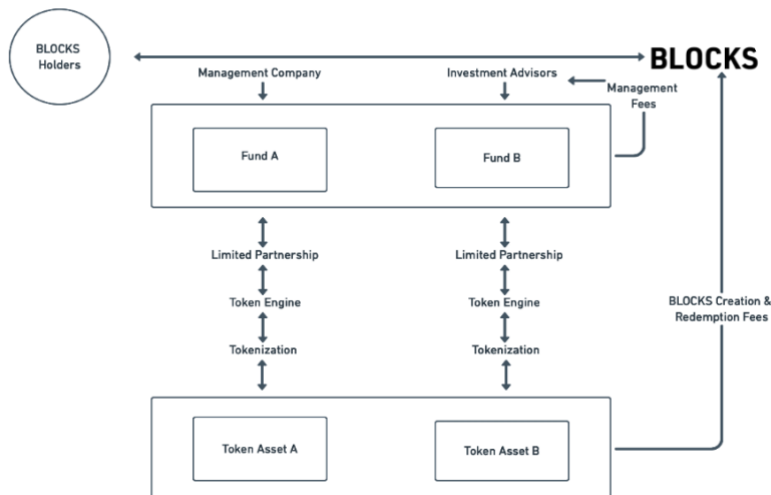 BLOCKS
Holders
BLOCKS
Management Company
Investment Advisors
Management
Fees
Fund A
Fund B
Limited Partnership
Limited Partnership
Token Engine
Token Engine
BLOCKS Creation &
Redemption Fees
Tokenization
Tokenization
Token Asset A
Token Asset B